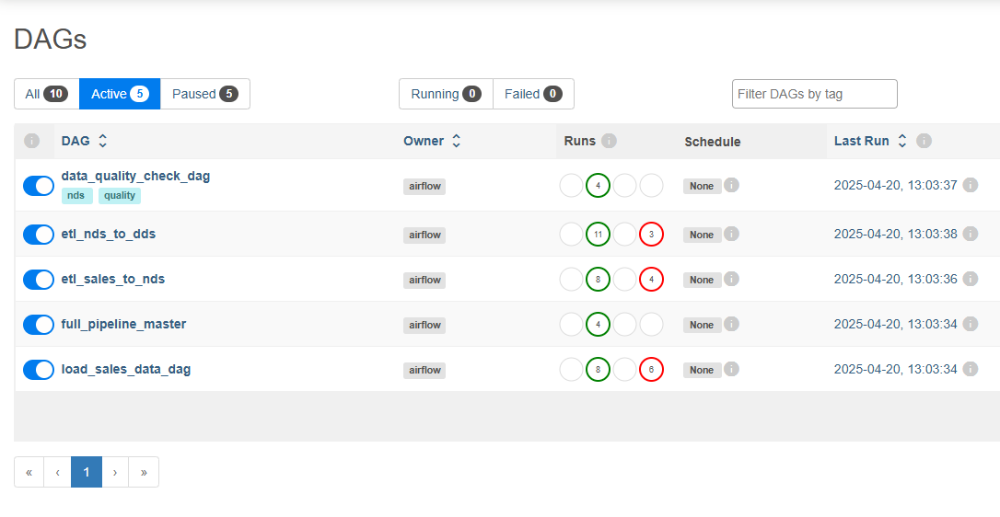 DAGs
All 10 Active 5 Paused 5 Running 0 Failed 0 Filter DAGs by tag
i DAG Owner Runs i Schedule Last Run i
data_quality_check_dag
nds quality airflow 4 None i 2025-04-20, 13:03:37 i
etl_nds_to_dds airflow 11 3 None i 2025-04-20, 13:03:38 i
etl_sales_to_nds airflow 8 4 None i 2025-04-20, 13:03:36 i
full_pipeline_master airflow 4 None i 2025-04-20, 13:03:34 i
load_sales_data_dag airflow 8 6 None i 2025-04-20, 13:03:34 i
« ‹ 1 › »